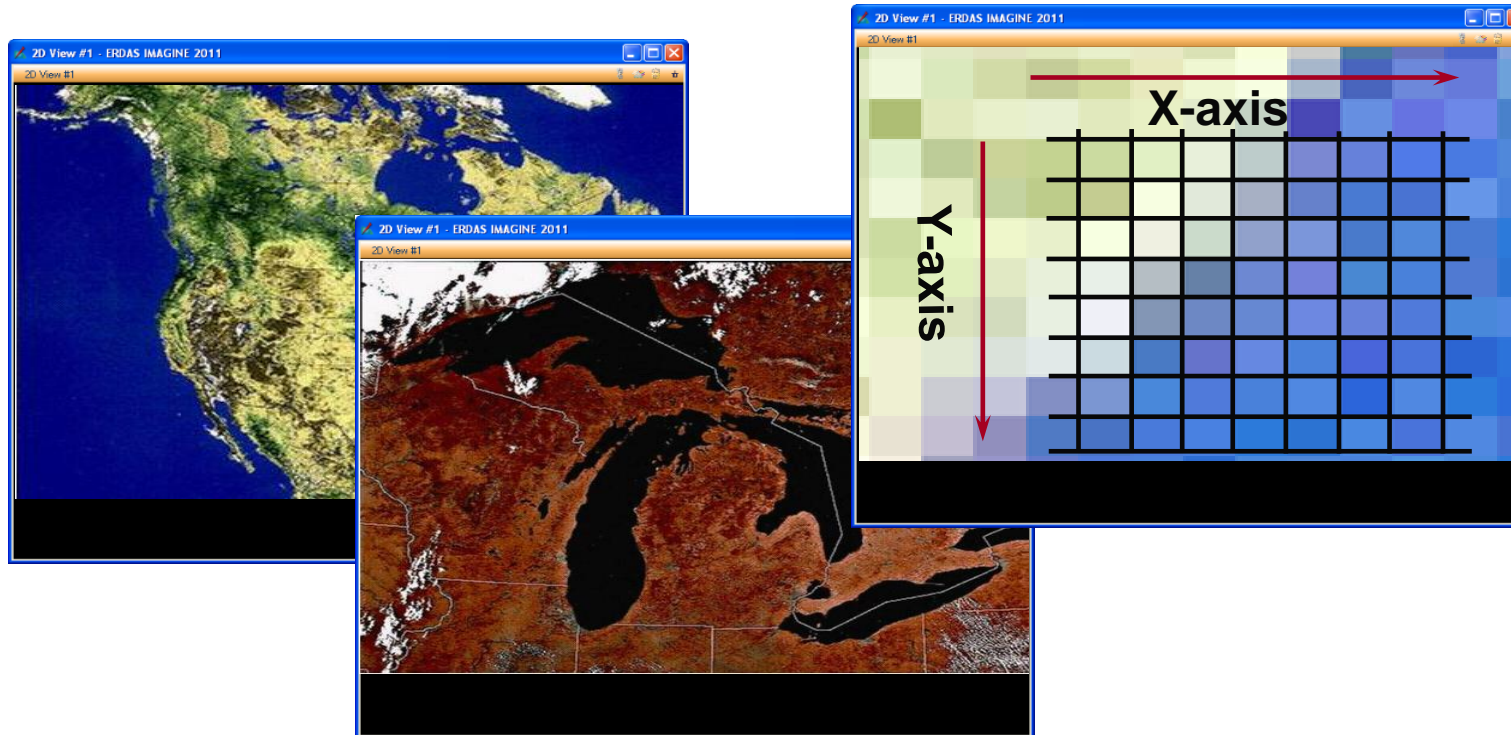 2D View #1 - ERDAS IMAGINE 2011
2D View #1
2D View #1 - ERDAS IMAGINE 2011
2D View #1
2D View #1 - ERDAS IMAGINE 2011
2D View #1
X-axis
Y-axis